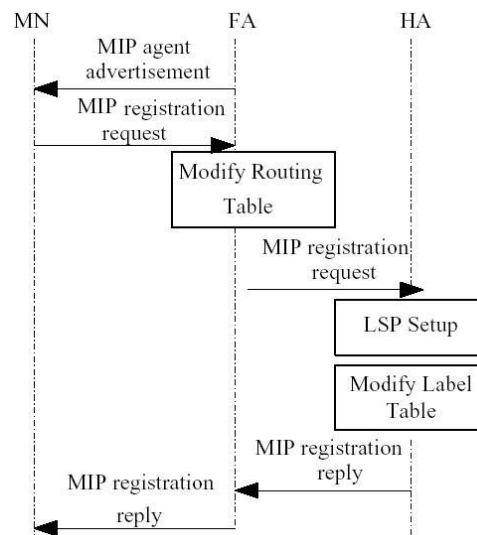 MN FA HA
MIP agent
advertisement
MIP registration
request
Modify Routing
Table
MIP registration
request
LSP Setup
Modify Label
Table
MIP registration
reply
MIP registration
reply